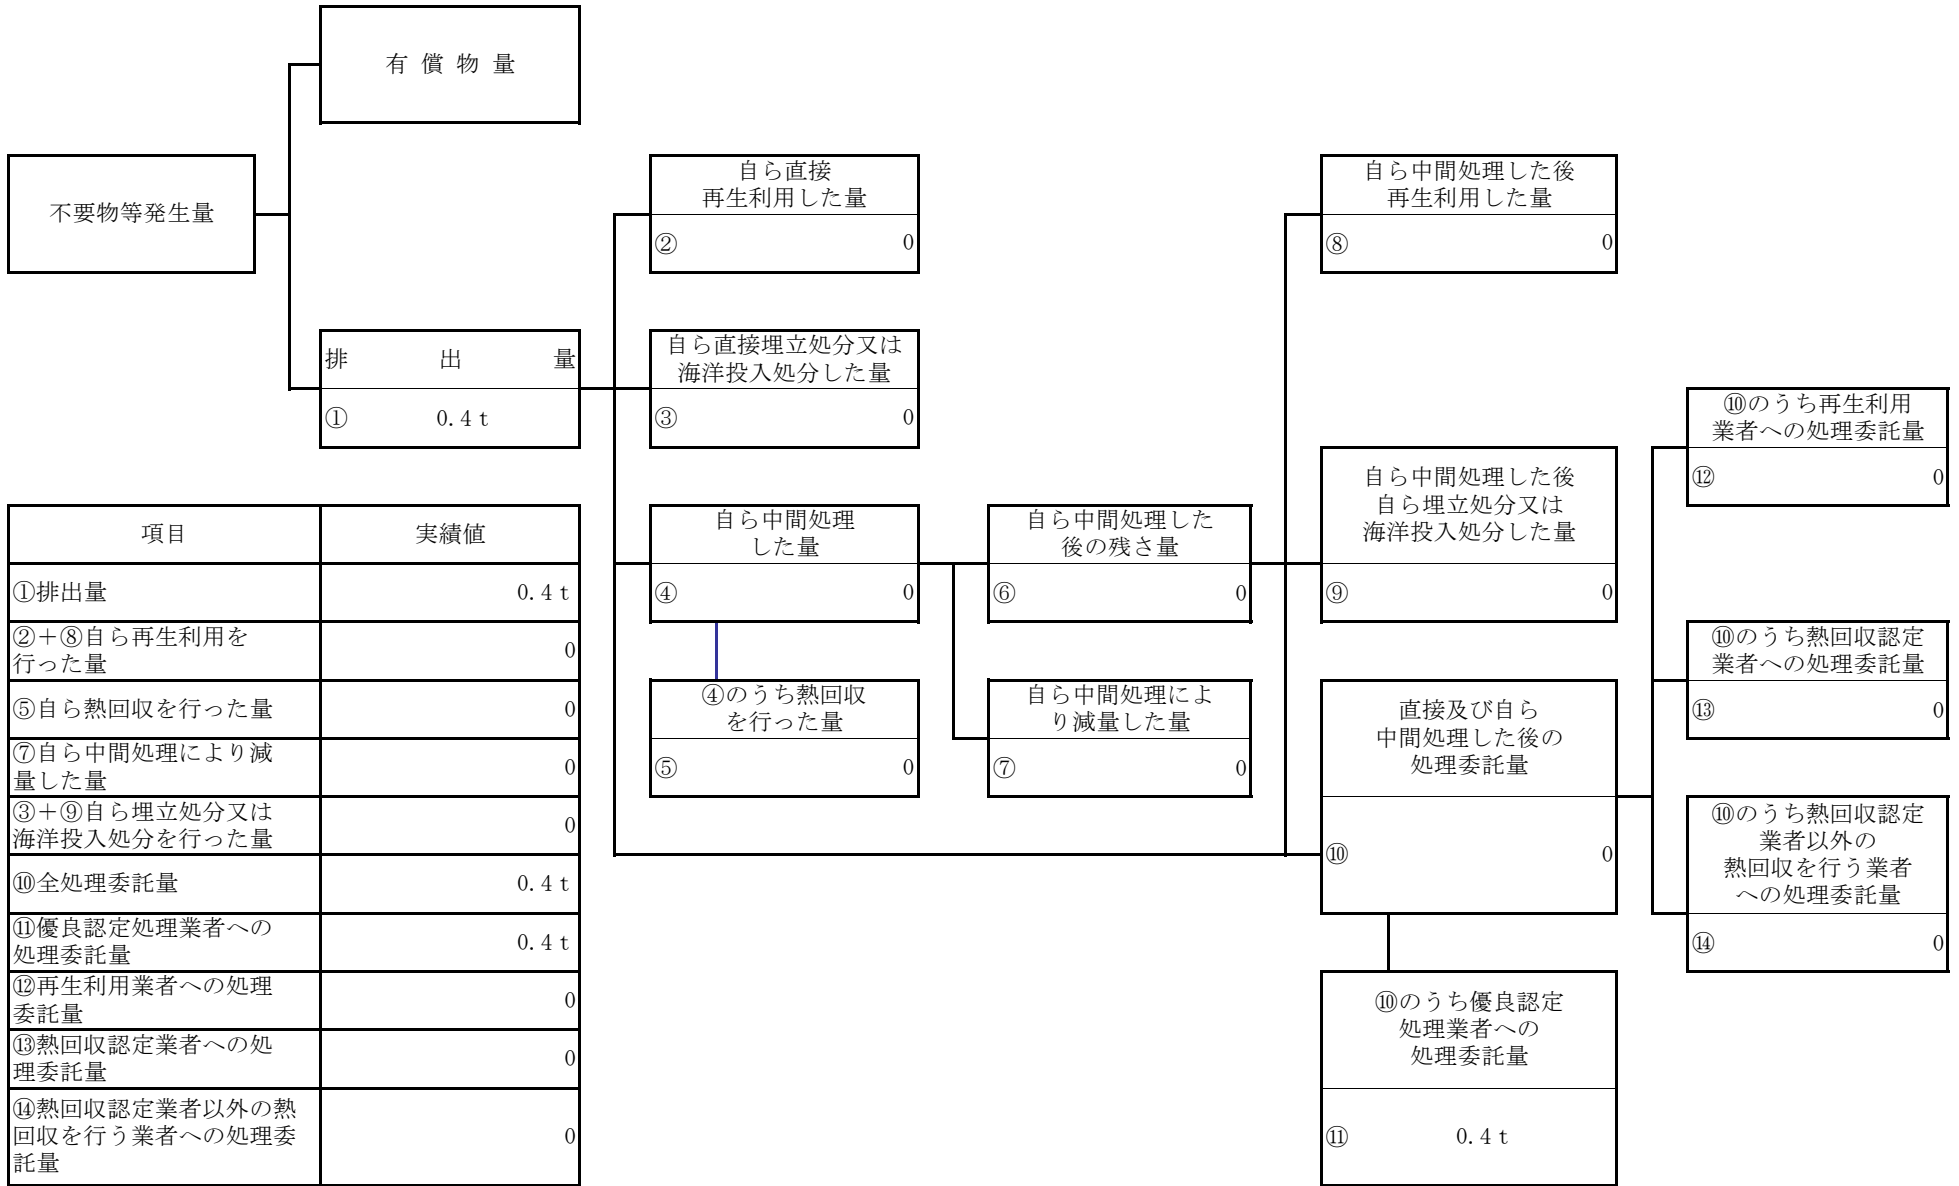 有 償 物 量
不要物等発生量
自ら直接
再生利用した量
② 0
自ら中間処理した後
再生利用した量
⑧ 0
排 出 量
① 0.4 t
自ら直接埋立処分又は
海洋投入処分した量
③ 0
⑩のうち再生利用
業者への処理委託量
⑫ 0
自ら中間処理した後
自ら埋立処分又は
海洋投入処分した量
⑨ 0
自ら中間処理
した量
④ 0
自ら中間処理した
後の残さ量
⑥ 0
⑩のうち熱回収認定
業者への処理委託量
⑬ 0
④のうち熱回収
を行った量
⑤ 0
自ら中間処理によ
り減量した量
⑦ 0
直接及び自ら
中間処理した後の
処理委託量
⑩ 0
⑩のうち熱回収認定
業者以外の
熱回収を行う業者
への処理委託量
⑭ 0
⑩のうち優良認定
処理業者への
処理委託量
⑪ 0.4 t
項目 実績値
①排出量 0.4 t
②＋⑧自ら再生利用を
行った量 0
⑤自ら熱回収を行った量 0
⑦自ら中間処理により減
量した量 0
③＋⑨自ら埋立処分又は
海洋投入処分を行った量 0
⑩全処理委託量 0.4 t
⑪優良認定処理業者への
処理委託量 0.4 t
⑫再生利用業者への処理
委託量 0
⑬熱回収認定業者への処
理委託量 0
⑭熱回収認定業者以外の熱
回収を行う業者への処理委
託量 0